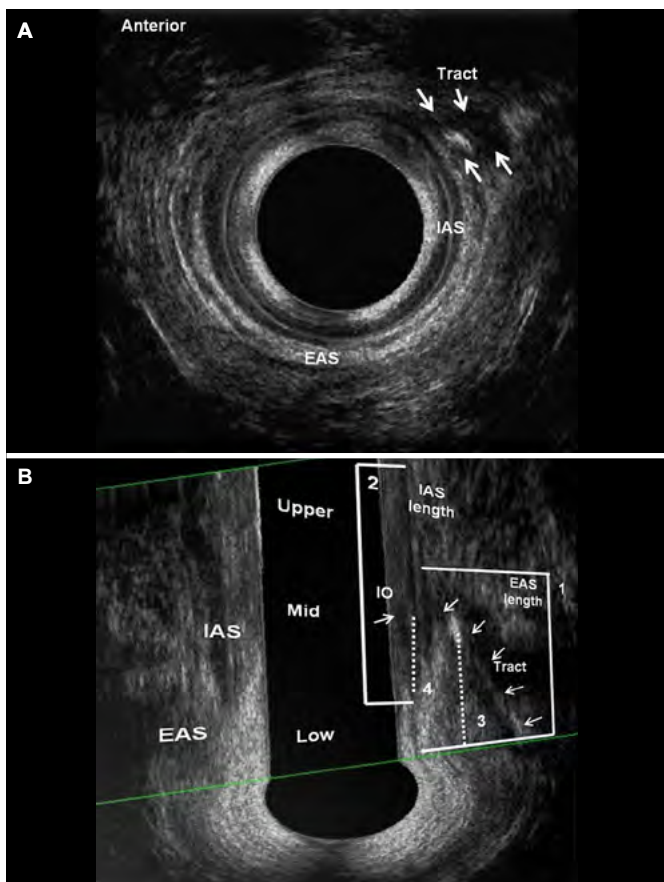 A
Anterior
Tract
IAS
EAS
B
Upper
2
IAS
length
1
EAS
length
IO
Mid
IAS
Tract
4
3
EAS
Low